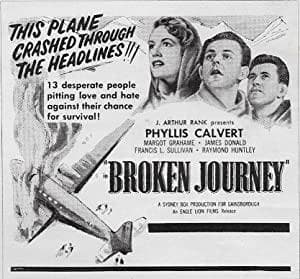 THIS PLANE
CRASHED THROUGH
THE HEADLINES!!!
13 desperate people
pitting love and hate
against their chance
for survival!
J. ARTHUR RANK presents
PHYLLIS CALVERT
MARGOT GRAHAME • JAMES DONALD
FRANCIS L. SULLIVAN • RAYMOND HUNTLEY
in
"BROKEN JOURNEY"
A SYDNEY BOX PRODUCTION FOR GAINSBOROUGH
An EAGLE LION FILMS Release